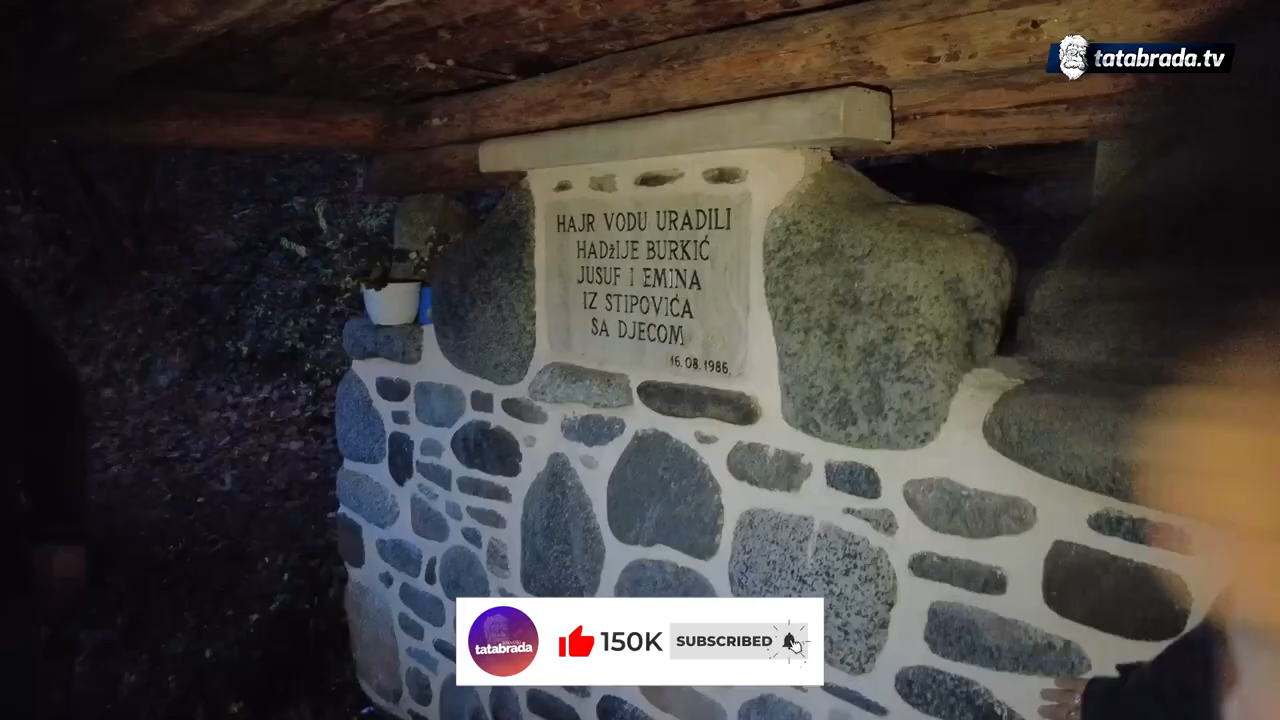 tatabrada.tv
HAJR VODU URADILI
HADžIJE BURKIĆ
JUSUF I EMINA
IZ STIPOVIĆA
SA DJECOM
16.08.1986.
tatabrada
150K
SUBSCRIBED